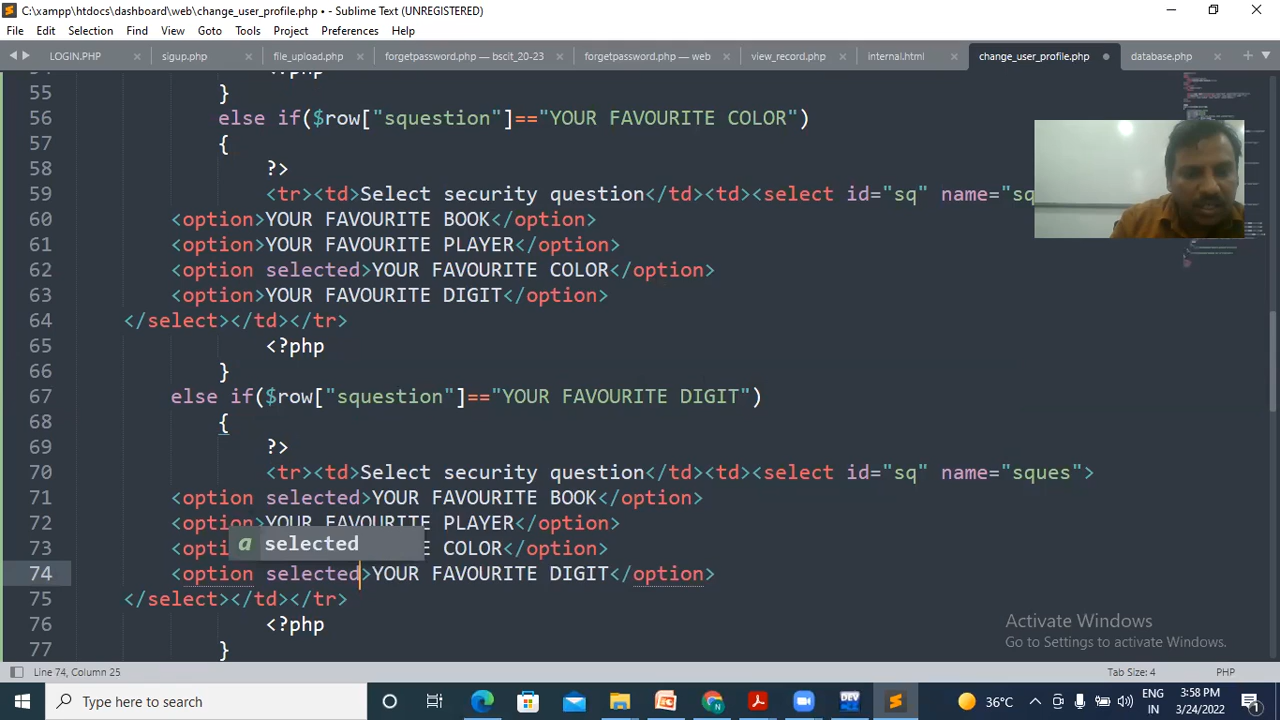 C:\xampp\htdocs\dashboard\web\change_user_profile.php • - Sublime Text (UNREGISTERED)
File Edit Selection Find View Goto Tools Project Preferences Help
LOGIN.PHP × sigup.php × file_upload.php × forgetpassword.php — bscit_20-23 × forgetpassword.php — web × view_record.php × internal.html × change_user_profile.php database.php ×
<?php
55 }
56 else if($row["squestion"]=="YOUR FAVOURITE COLOR")
57 {
58 ?>
59 <tr><td>Select security question</td><td><select id="sq" name="sq
60 <option>YOUR FAVOURITE BOOK</option>
61 <option>YOUR FAVOURITE PLAYER</option>
62 <option selected>YOUR FAVOURITE COLOR</option>
63 <option>YOUR FAVOURITE DIGIT</option>
64 </select></td></tr>
65 <?php
66 }
67 else if($row["squestion"]=="YOUR FAVOURITE DIGIT")
68 {
69 ?>
70 <tr><td>Select security question</td><td><select id="sq" name="sques">
71 <option selected>YOUR FAVOURITE BOOK</option>
72 <option>YOUR FAVOURITE PLAYER</option>
a selected
73 <opti E COLOR</option>
74 <option selected>YOUR FAVOURITE DIGIT</option>
75 </select></td></tr>
76 <?php
77 }
Activate Windows
Go to Settings to activate Windows.
Line 74, Column 25 Tab Size: 4 PHP
Type here to search 36°C ENG 3:58 PM
IN 3/24/2022